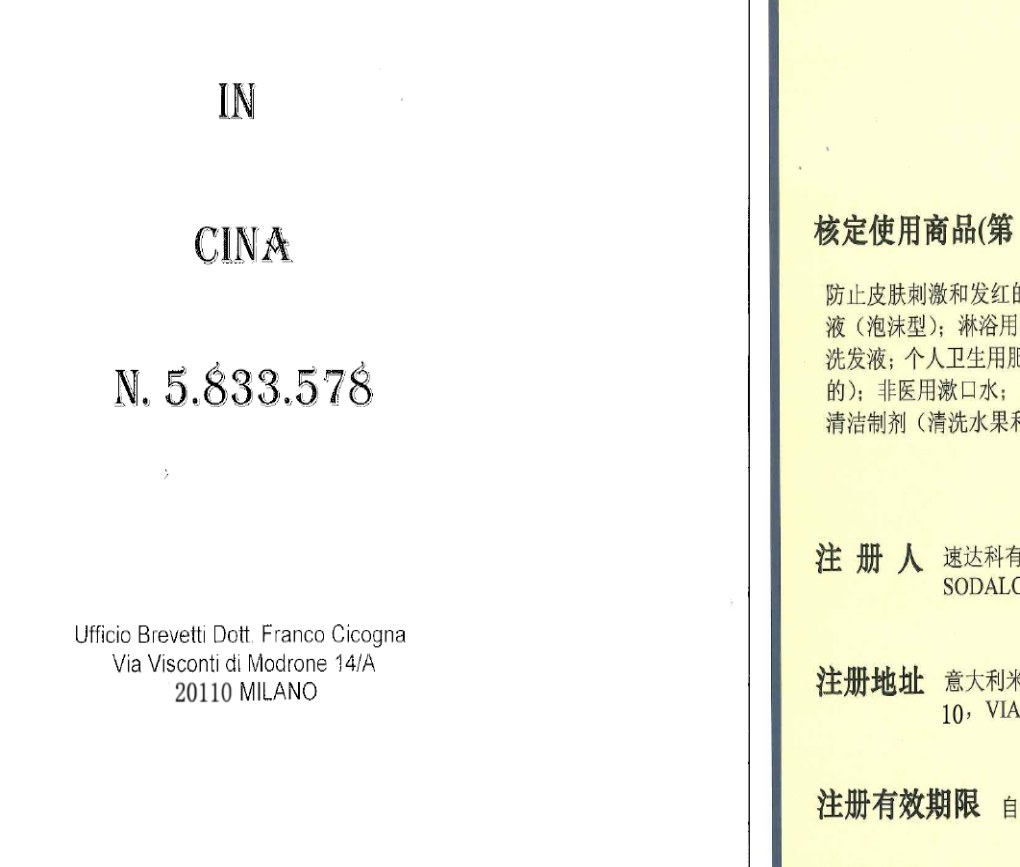 IN
CINA
N. 5.833.578
Ufficio Brevetti Dott. Franco Cicogna
Via Visconti di Modrone 14/A
20110 MILANO
核定使用商品(第
防止皮肤刺激和发红的
液（泡沫型）；淋浴用
洗发液；个人卫生用
的）；非医用漱口水；
清洁制剂（清洗水果和
注 册 人 速达科有
SODALC
注册地址 意大利米
10，VIA
注册有效期限 自